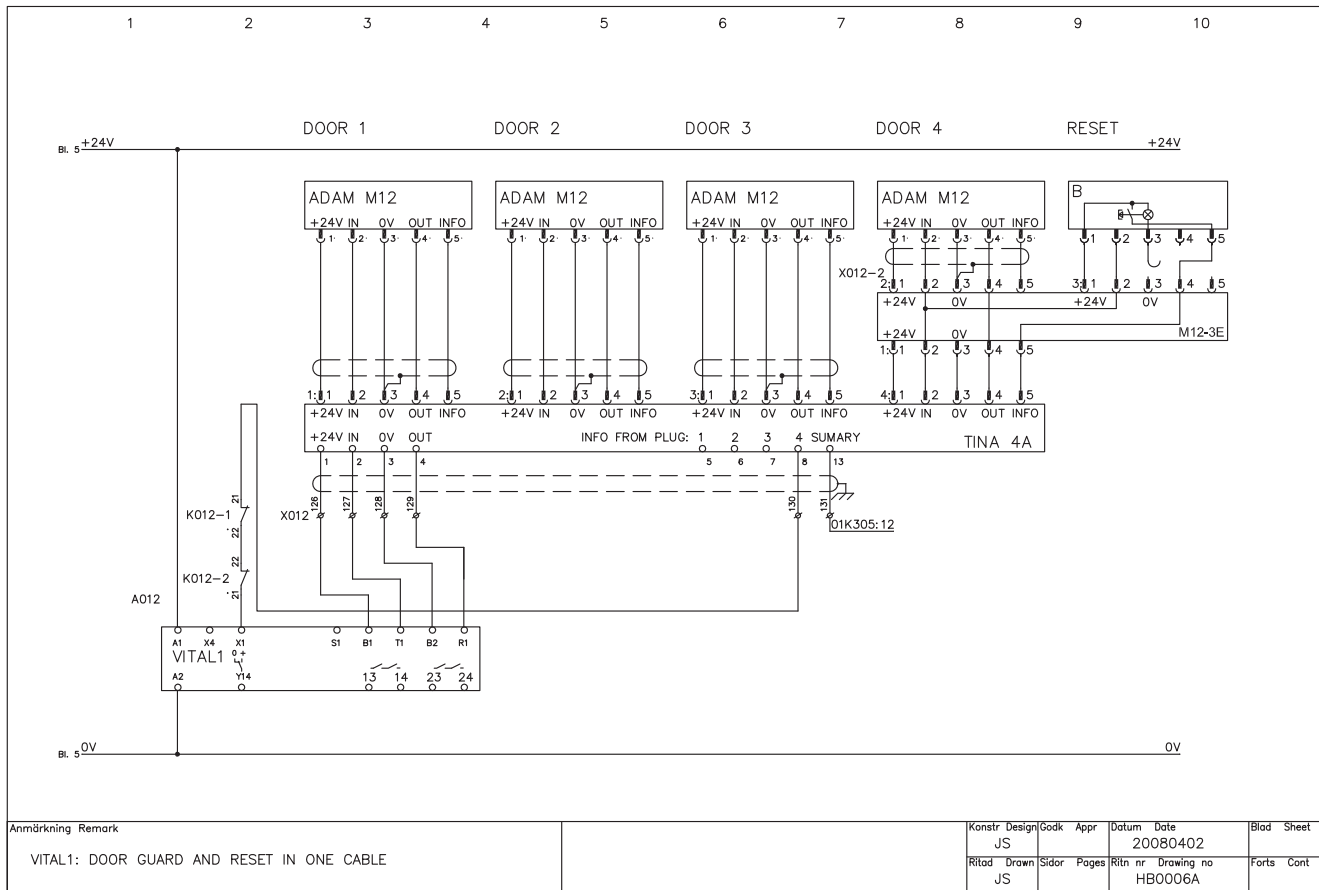 1 2 3 4 5 6 7 8 9 10
DOOR 1 DOOR 2 DOOR 3 DOOR 4 RESET
Bl. 5 +24V +24V
ADAM M12 ADAM M12 ADAM M12 ADAM M12 B
+24V IN 0V OUT INFO +24V IN 0V OUT INFO +24V IN 0V OUT INFO +24V IN 0V OUT INFO
1 2 3 4 5 1 2 3 4 5 1 2 3 4 5 1 2 3 4 5 1 2 3 4 5
X012-2
2:1 2 3 4 5 3:1 2 3 4 5
+24V 0V +24V 0V
+24V 0V M12-3E
1:1 2 3 4 5
1:1 2 3 4 5 2:1 2 3 4 5 3:1 2 3 4 5 4:1 2 3 4 5
+24V IN 0V OUT INFO +24V IN 0V OUT INFO +24V IN 0V OUT INFO +24V IN 0V OUT INFO
+24V IN 0V OUT INFO FROM PLUG: 1 2 3 4 SUMARY TINA 4A
1 2 3 4 5 6 7 8 13
21
K012-1 X012 126 127 128 129 130 131
22
01K305:12
22
K012-2
21
A012
A1 X4 X1 S1 B1 T1 B2 R1
VITAL1 0 +
A2 Y14 13 14 23 24
Bl. 5 0V 0V
Anmärkning Remark
VITAL1: DOOR GUARD AND RESET IN ONE CABLE
Konstr Design Godk Appr Datum Date Blad Sheet
JS 20080402
Ritad Drawn Sidor Pages Ritn nr Drawing no Forts Cont
JS HB0006A